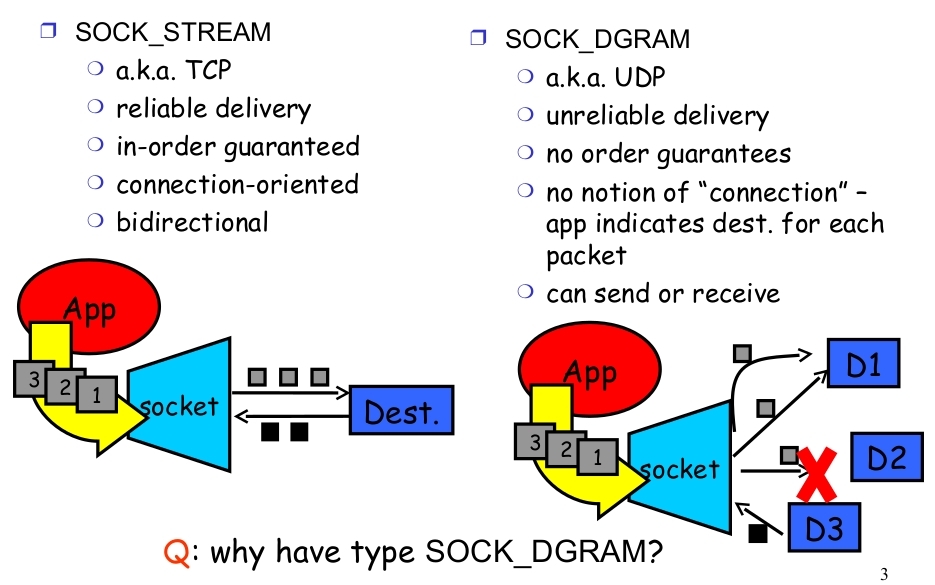 SOCK_STREAM
a.k.a. TCP
reliable delivery
in-order guaranteed
connection-oriented
bidirectional
App
3
2
1
socket
Dest.
SOCK_DGRAM
a.k.a. UDP
unreliable delivery
no order guarantees
no notion of “connection” –
app indicates dest. for each
packet
can send or receive
App
3
2
1
socket
D1
D2
D3
Q: why have type SOCK_DGRAM?
3